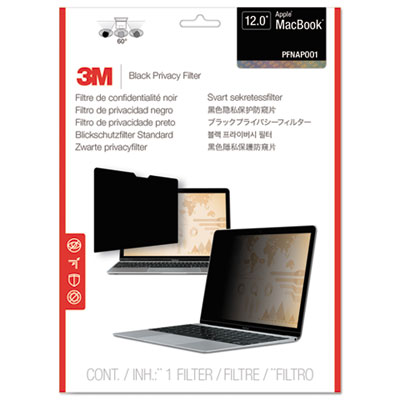 60°
12.0"
Apple®
MacBook™
PFNAP001
3M
Black Privacy Filter
Filtre de confidentialité noir
Filtro de privacidad negro
Filtro de privacidade preto
Blickschutzfilter Standard
Zwarte privacyfilter
Svart sekretessfilter
黑色隐私保护防窥片
ブラックプライバシーフィルター
블랙 프라이버시 필터
黑色隱私保護防窺片
CONT. / INH.:¨ 1 FILTER / FILTRE / ¨FILTRO